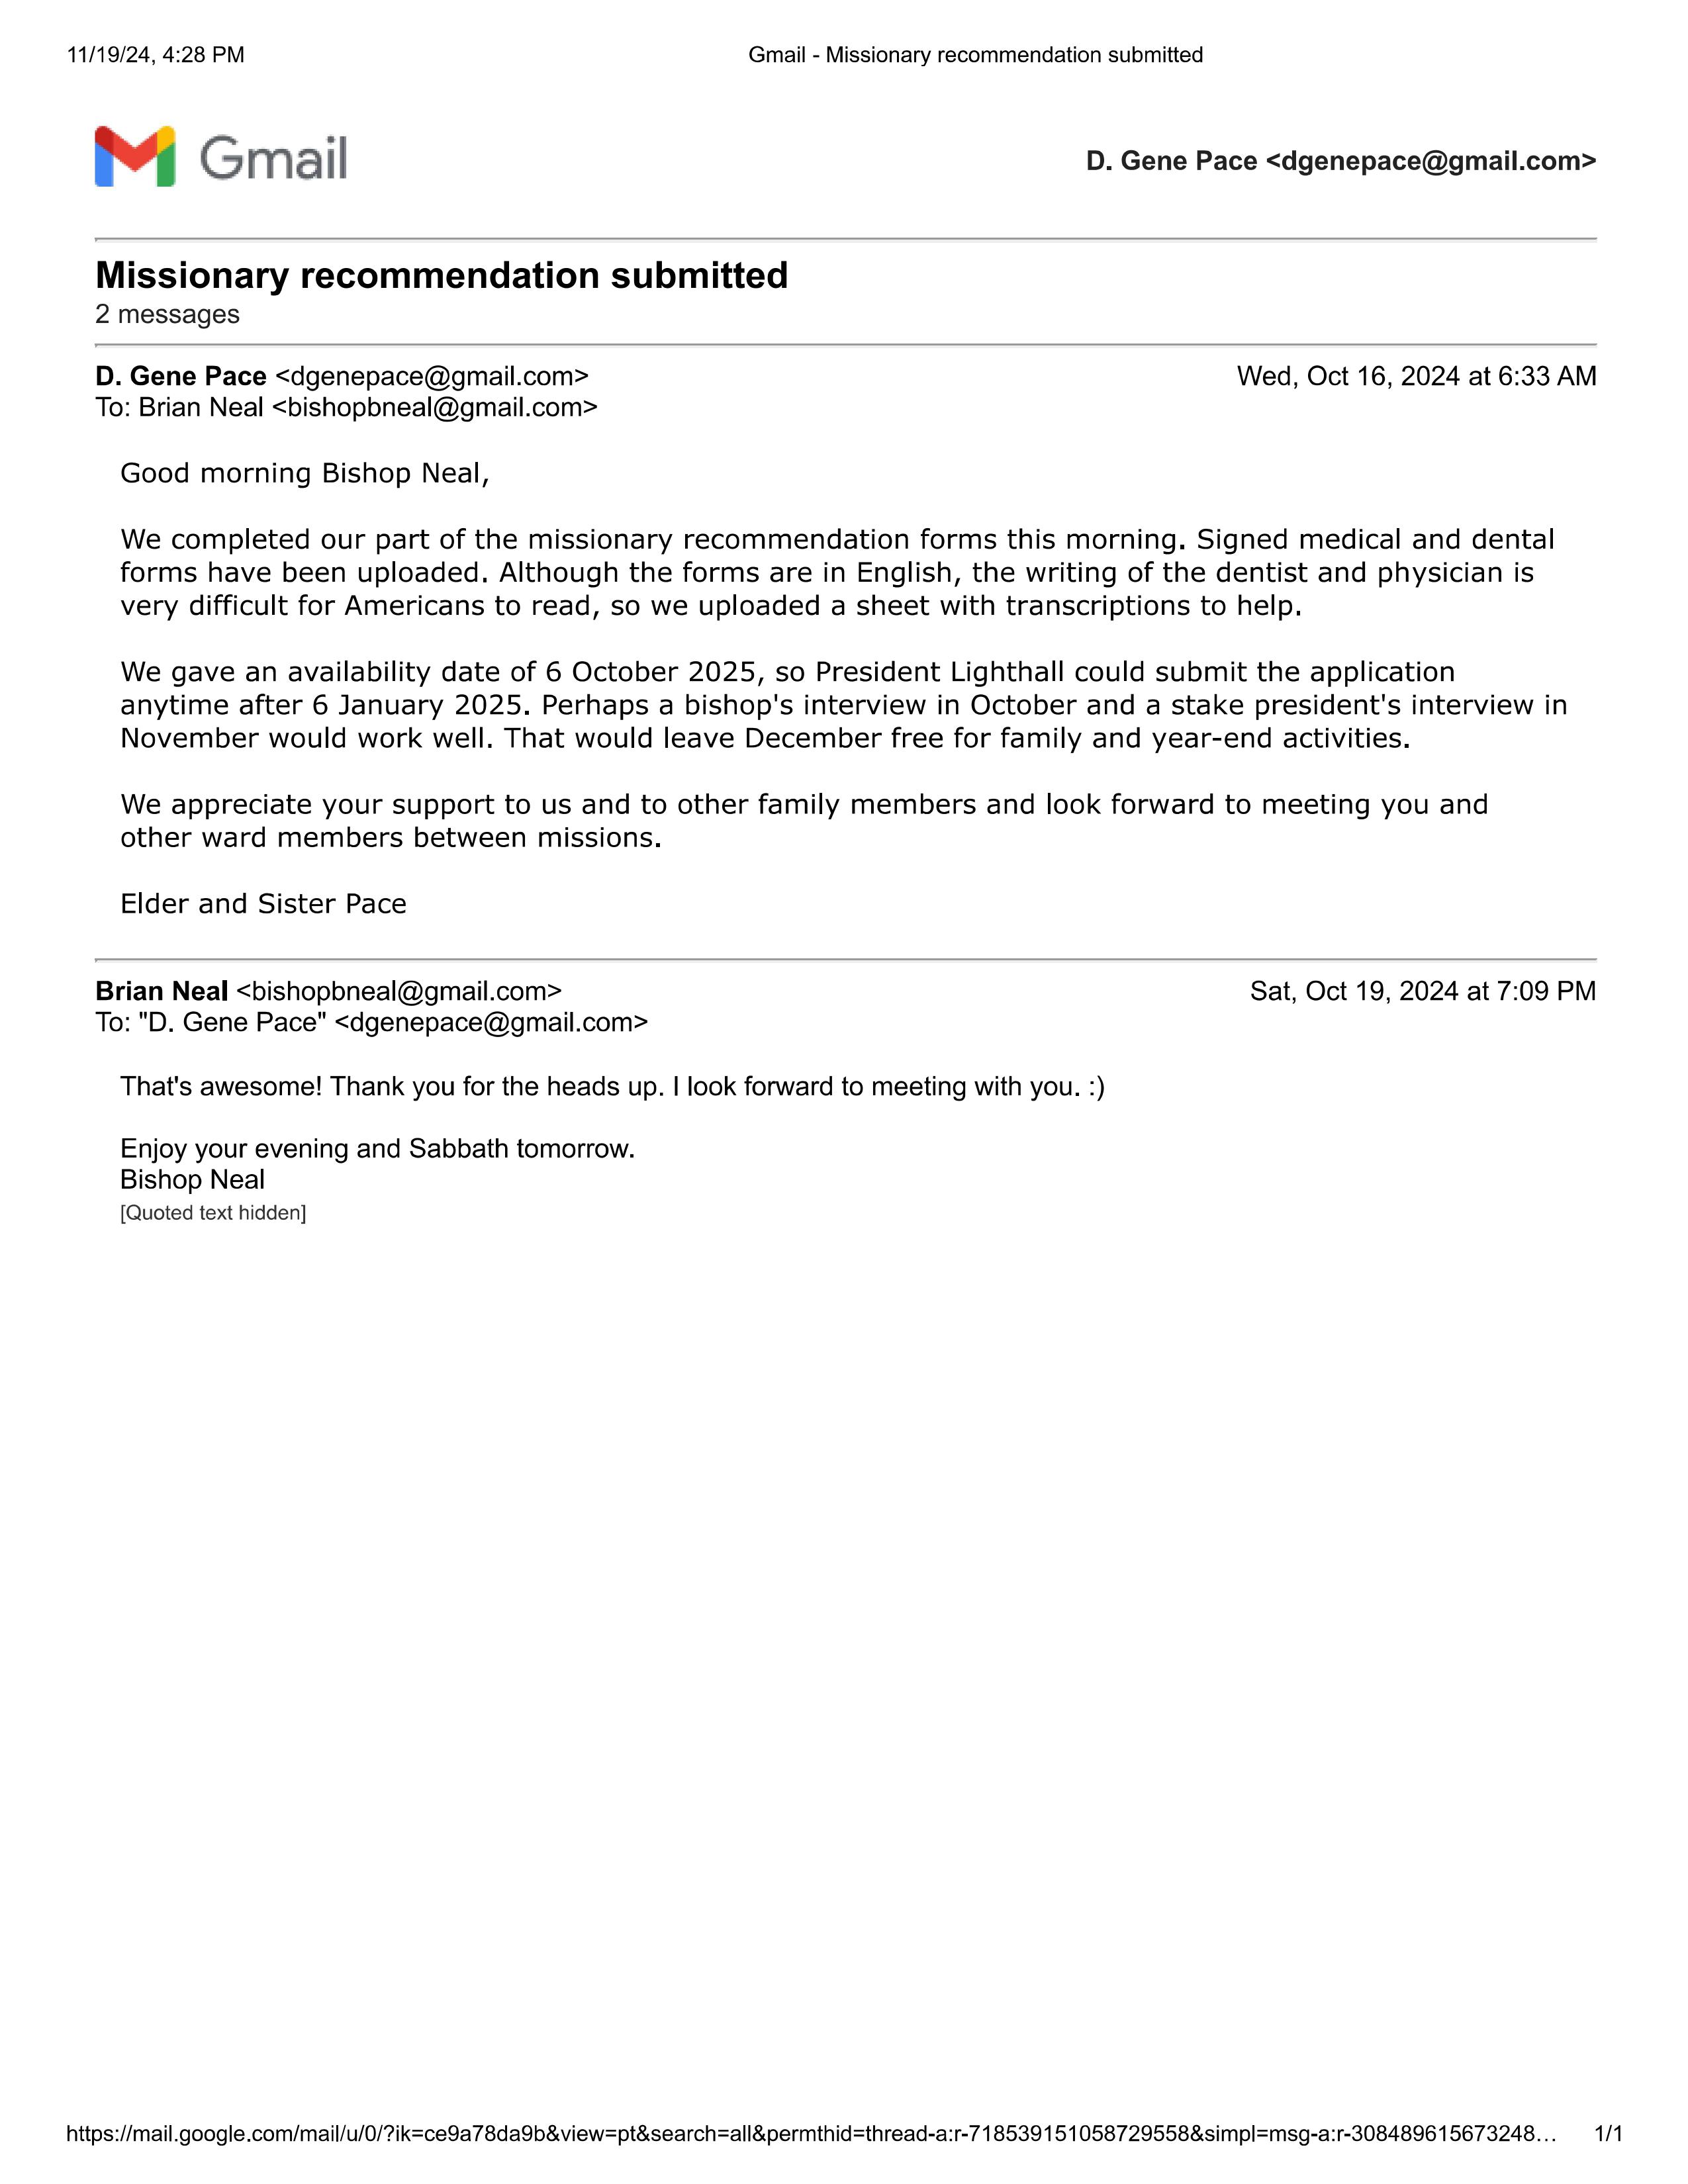 11/19/24, 4:28 PM
Gmail - Missionary recommendation submitted
Gmail
D. Gene Pace <dgenepace@gmail.com>
Missionary recommendation submitted
2 messages
D. Gene Pace <dgenepace@gmail.com>
Wed, Oct 16, 2024 at 6:33 AM
To: Brian Neal <bishopbneal@gmail.com>
Good morning Bishop Neal,
We completed our part of the missionary recommendation forms this morning. Signed medical and dental
forms have been uploaded. Although the forms are in English, the writing of the dentist and physician is
very difficult for Americans to read, so we uploaded a sheet with transcriptions to help.
We gave an availability date of 6 October 2025, so President Lighthall could submit the application
anytime after 6 January 2025. Perhaps a bishop's interview in October and a stake president's interview in
November would work well. That would leave December free for family and year-end activities.
We appreciate your support to us and to other family members and look forward to meeting you and
other ward members between missions.
Elder and Sister Pace
Brian Neal <bishopbneal@gmail.com>
Sat, Oct 19, 2024 at 7:09 PM
To: "D. Gene Pace" <dgenepace@gmail.com>
That's awesome! Thank you for the heads up. I look forward to meeting with you. :)
Enjoy your evening and Sabbath tomorrow.
Bishop Neal
[Quoted text hidden]
https://mail.google.com/mail/u/0/?ik=ce9a78da9b&view=pt&search=all&permthid=thread-a:r-718539151058729558&simpl=msg-a:r-308489615673248…
1/1